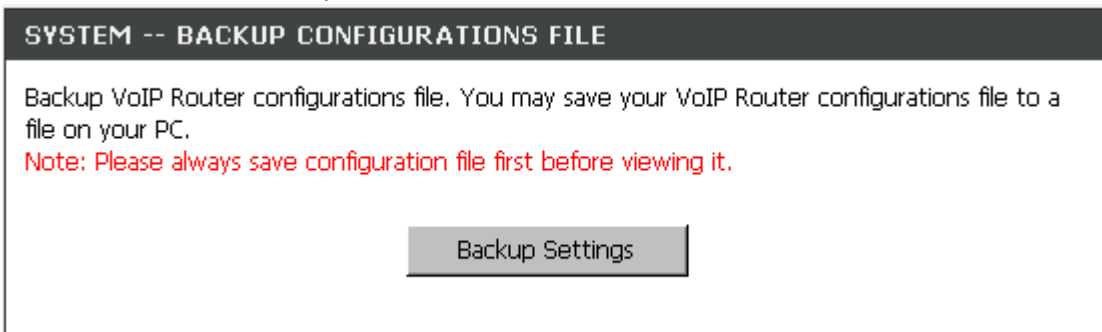 SYSTEM -- BACKUP CONFIGURATIONS FILE
Backup VoIP Router configurations file. You may save your VoIP Router configurations file to a
file on your PC.
Note: Please always save configuration file first before viewing it.
Backup Settings